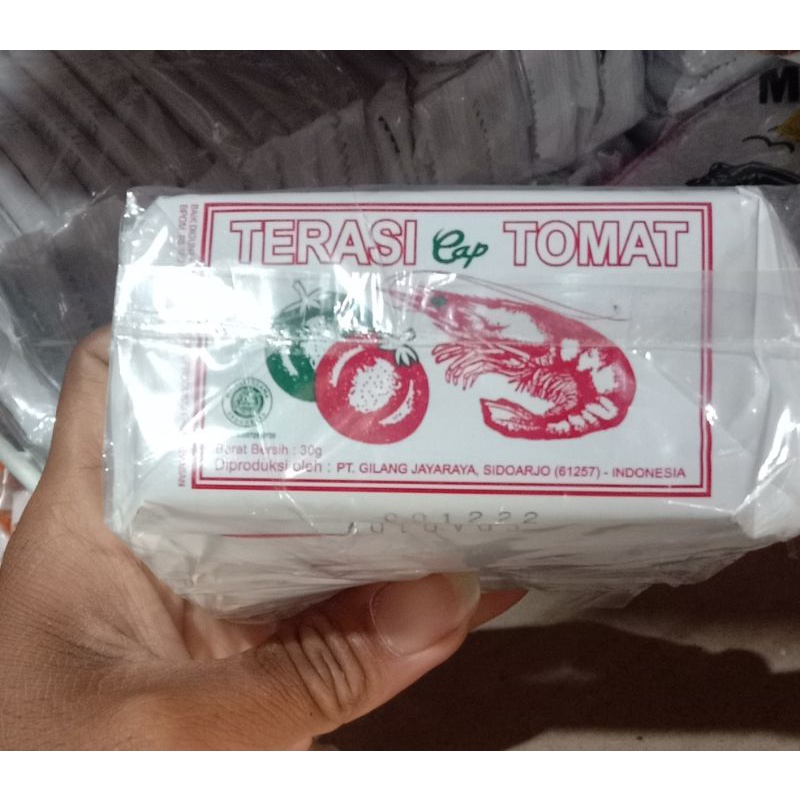 TERASI Cap TOMAT
Berat Bersih : 30g
Diproduksi oleh : PT. GILANG JAYARAYA, SIDOARJO (61257) - INDONESIA
M